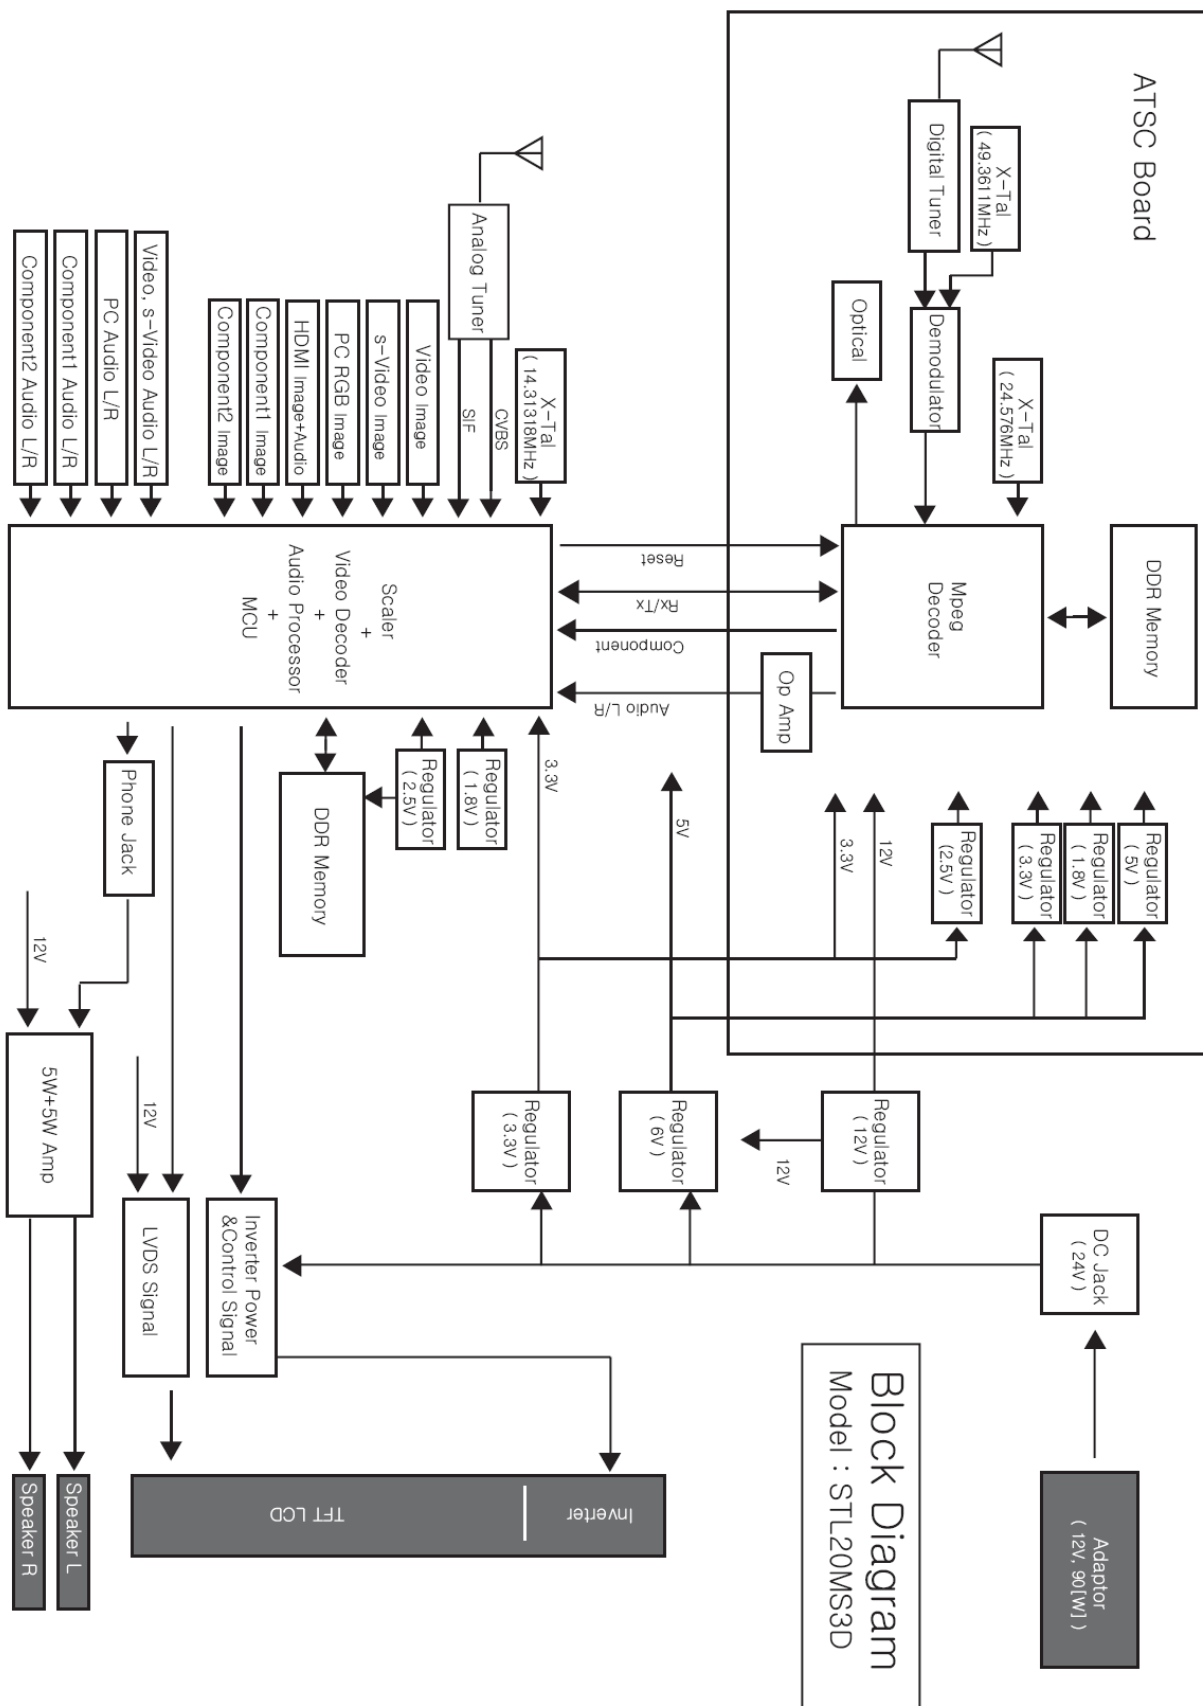 Block Diagram
Model : STL20MS3D
ATSC Board
X-Tal
( 49.3611MHz )
Digital Tuner
Demodulator
X-Tal
( 24.576MHz )
Optical
Mpeg
Decoder
DDR Memory
Op Amp
Reset
Rx/Tx
Component
Audio L/R
Analog Tuner
CVBS
SIF
X-Tal
( 14.31318MHz )
Video Image
s-Video Image
PC RGB Image
HDMI Image+Audio
Component1 Image
Component2 Image
Video, s-Video Audio L/R
PC Audio L/R
Component1 Audio L/R
Component2 Audio L/R
Scaler
+
Video Decoder
+
Audio Processor
+
MCU
Regulator
( 1.8V )
Regulator
( 2.5V )
DDR Memory
Phone Jack
3.3V
5V
3.3V
12V
Regulator
(2.5V)
Regulator
( 3.3V )
Regulator
( 1.8V )
Regulator
( 5V )
Regulator
( 3.3V )
Regulator
( 6V )
12V
Regulator
( 12V )
DC Jack
( 24V )
Adaptor
( 12V, 90[W] )
12V
5W+5W Amp
12V
LVDS Signal
Inverter Power
&Control Signal
Inverter
TFT LCD
Speaker L
Speaker R